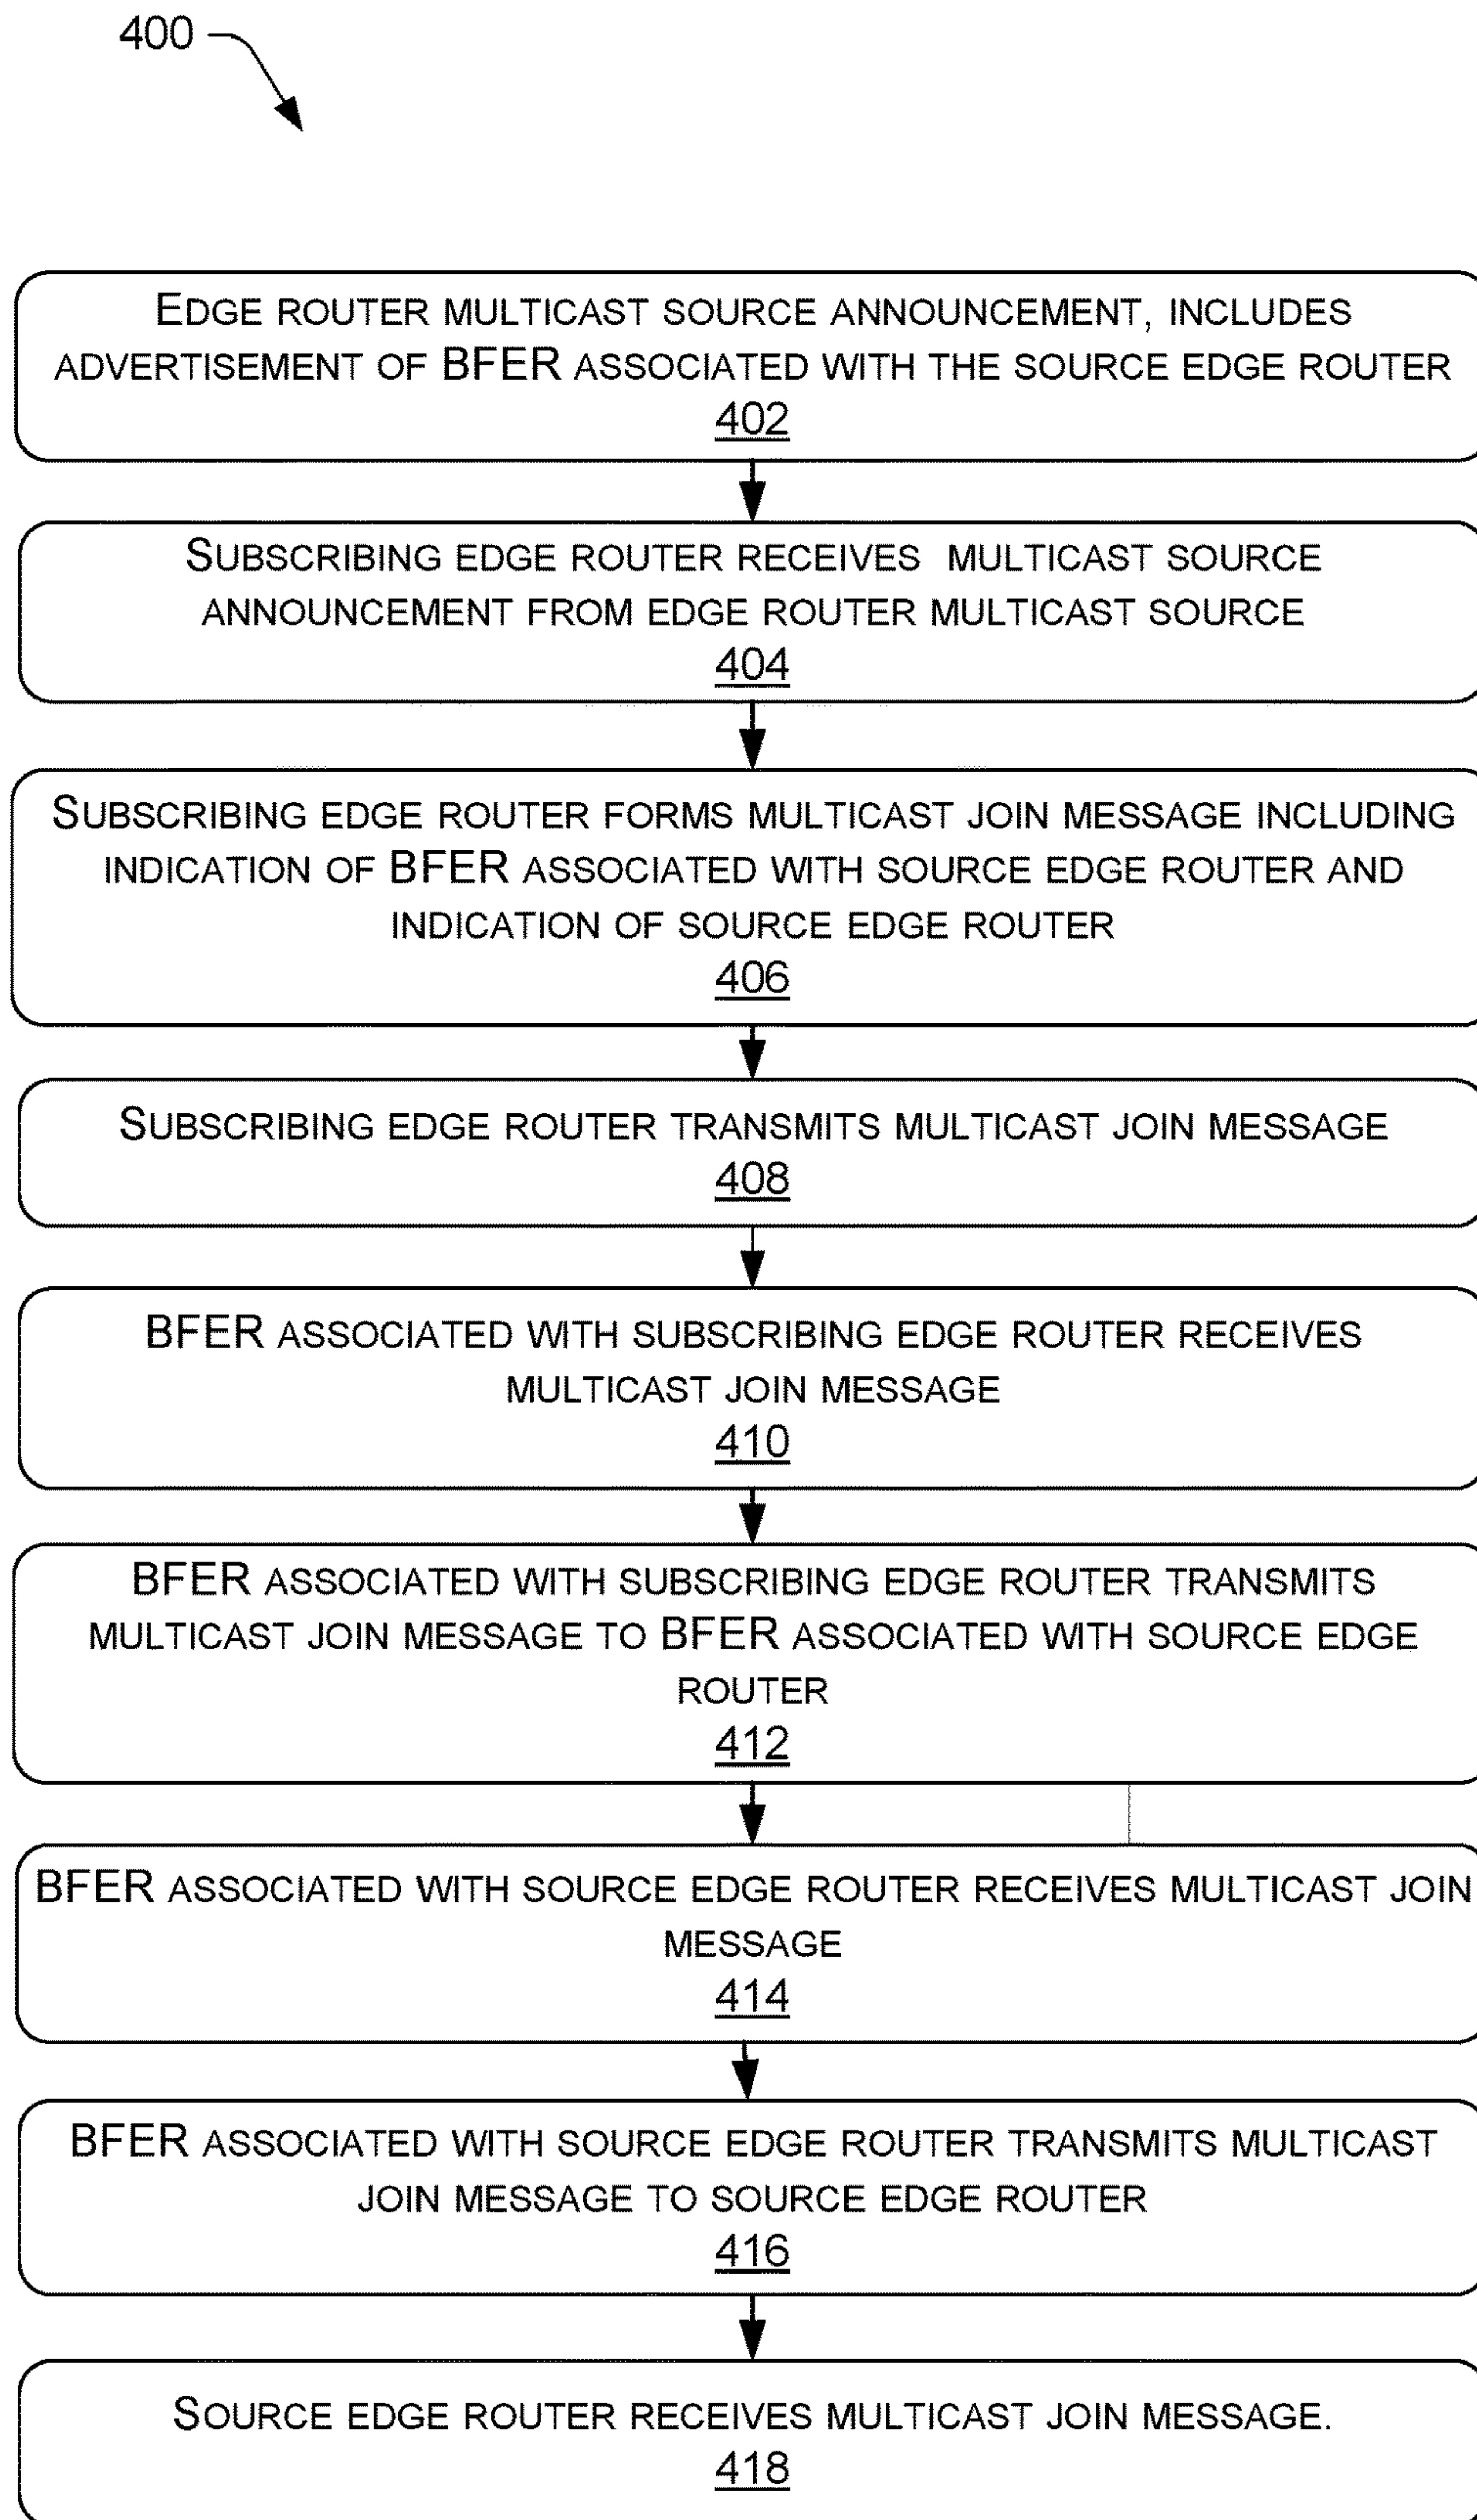 400
EDGE ROUTER MULTICAST SOURCE ANNOUNCEMENT, INCLUDES
ADVERTISEMENT OF BFER ASSOCIATED WITH THE SOURCE EDGE ROUTER
402
SUBSCRIBING EDGE ROUTER RECEIVES MULTICAST SOURCE
ANNOUNCEMENT FROM EDGE ROUTER MULTICAST SOURCE
404
SUBSCRIBING EDGE ROUTER FORMS MULTICAST JOIN MESSAGE INCLUDING
INDICATION OF BFER ASSOCIATED WITH SOURCE EDGE ROUTER AND
INDICATION OF SOURCE EDGE ROUTER
406
SUBSCRIBING EDGE ROUTER TRANSMITS MULTICAST JOIN MESSAGE
408
BFER ASSOCIATED WITH SUBSCRIBING EDGE ROUTER RECEIVES
MULTICAST JOIN MESSAGE
410
BFER ASSOCIATED WITH SUBSCRIBING EDGE ROUTER TRANSMITS
MULTICAST JOIN MESSAGE TO BFER ASSOCIATED WITH SOURCE EDGE
ROUTER
412
BFER ASSOCIATED WITH SOURCE EDGE ROUTER RECEIVES MULTICAST JOIN
MESSAGE
414
BFER ASSOCIATED WITH SOURCE EDGE ROUTER TRANSMITS MULTICAST
JOIN MESSAGE TO SOURCE EDGE ROUTER
416
SOURCE EDGE ROUTER RECEIVES MULTICAST JOIN MESSAGE.
418